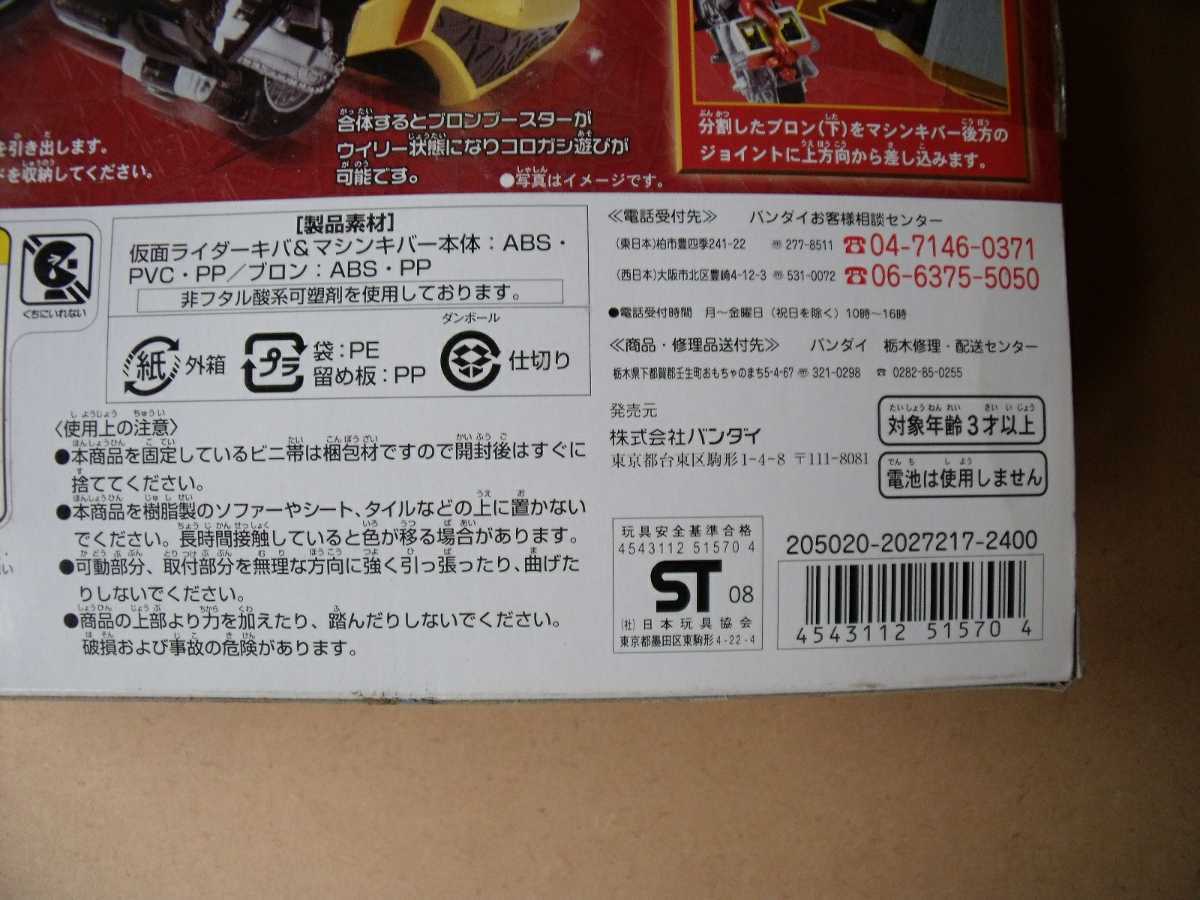 を引き出します。
ドを収納してください。
合体するとブロンブースターが
ウィリー状態になりコロガシ遊びが
可能です。
●写真はイメージです。
分割したブロン(下)をマシンキバー後方の
ジョイントに上方向から差し込みます。
くちにいれない
[製品素材]
仮面ライダーキバ&マシンキバー本体：ABS・
PVC・PP／ブロン：ABS・PP
非フタル酸系可塑剤を使用しております。
紙 外箱
プラ 袋：PE
留め板：PP
ダンボール
仕切り
〈使用上の注意〉
●本商品を固定しているビニ帯は梱包材ですので開封後はすぐに
捨ててください。
●本商品を樹脂製のソファーやシート、タイルなどの上に置かない
でください。長時間接触していると色が移る場合があります。
●可動部分、取付部分を無理な方向に強く引っ張ったり、曲げた
りしないでください。
●商品の上部より力を加えたり、踏んだりしないでください。
破損および事故の危険があります。
≪電話受付先≫ バンダイお客様相談センター
(東日本)柏市豊四季241-22 〠 277-8511 ☎04-7146-0371
(西日本)大阪市北区豊崎4-12-3 〠 531-0072 ☎06-6375-5050
●電話受付時間 月～金曜日(祝日を除く)10時～16時
≪商品・修理品送付先≫ バンダイ 栃木修理・配送センター
栃木県下都賀郡壬生町おもちゃのまち5-4-67 〠 321-0298 ☎ 0282-85-0255
発売元
株式会社バンダイ
東京都台東区駒形1-4-8 〒111-8081
対象年齢3才以上
電池は使用しません
玩具安全基準合格
4543112 51570 4
ST 08
(社)日本玩具協会
東京都墨田区東駒形4-22-4
205020-2027217-2400
4543112 515704